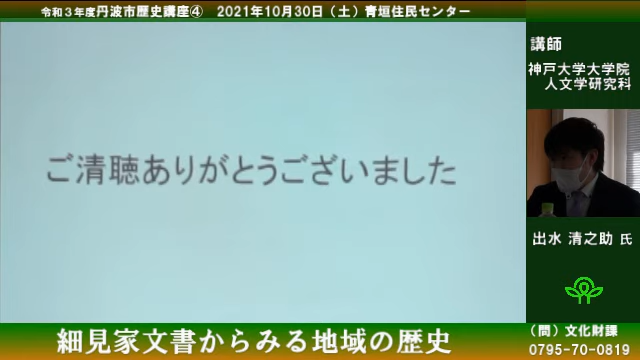 令和３年度丹波市歴史講座④　2021年10月30日（土）青垣住民センター
ご清聴ありがとうございました
講師
神戸大学大学院
人文学研究科
出水 清之助 氏
細見家文書からみる地域の歴史
（問）文化財課
0795-70-0819